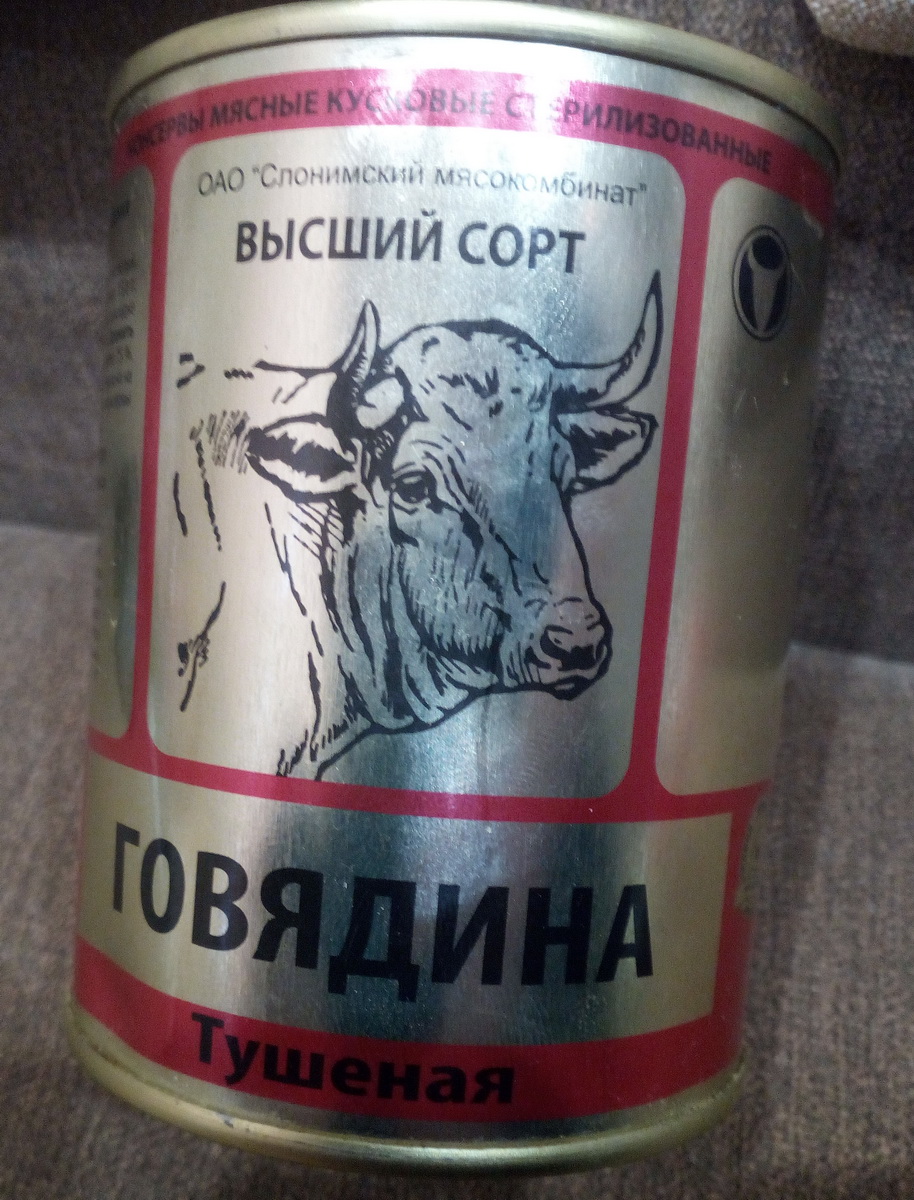 КОНСЕРВЫ МЯСНЫЕ КУСКОВЫЕ СТЕРИЛИЗОВАННЫЕ
ОАО "Слонимский мясокомбинат"
ВЫСШИЙ СОРТ
ГОВЯДИНА
Тушеная